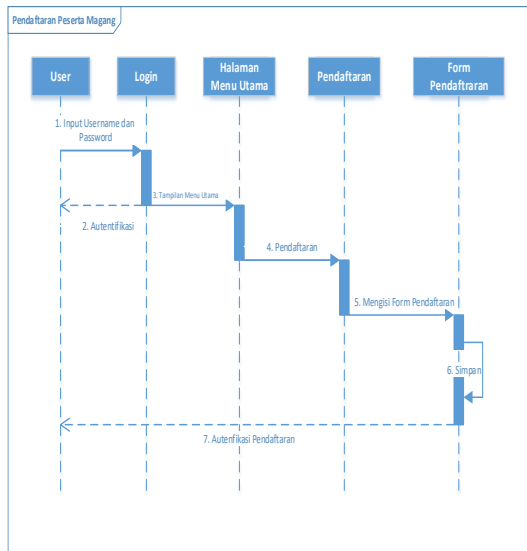 Pendaftaran Peserta Magang
User
Login
Halaman
Menu Utama
Pendaftaran
Form
Pendaftraran
1. Input Username dan
Password
3. Tampilan Menu Utama
2. Autentifikasi
4. Pendaftaran
5. Mengisi Form Pendaftaran
6. Simpan
7. Autenfikasi Pendaftaran